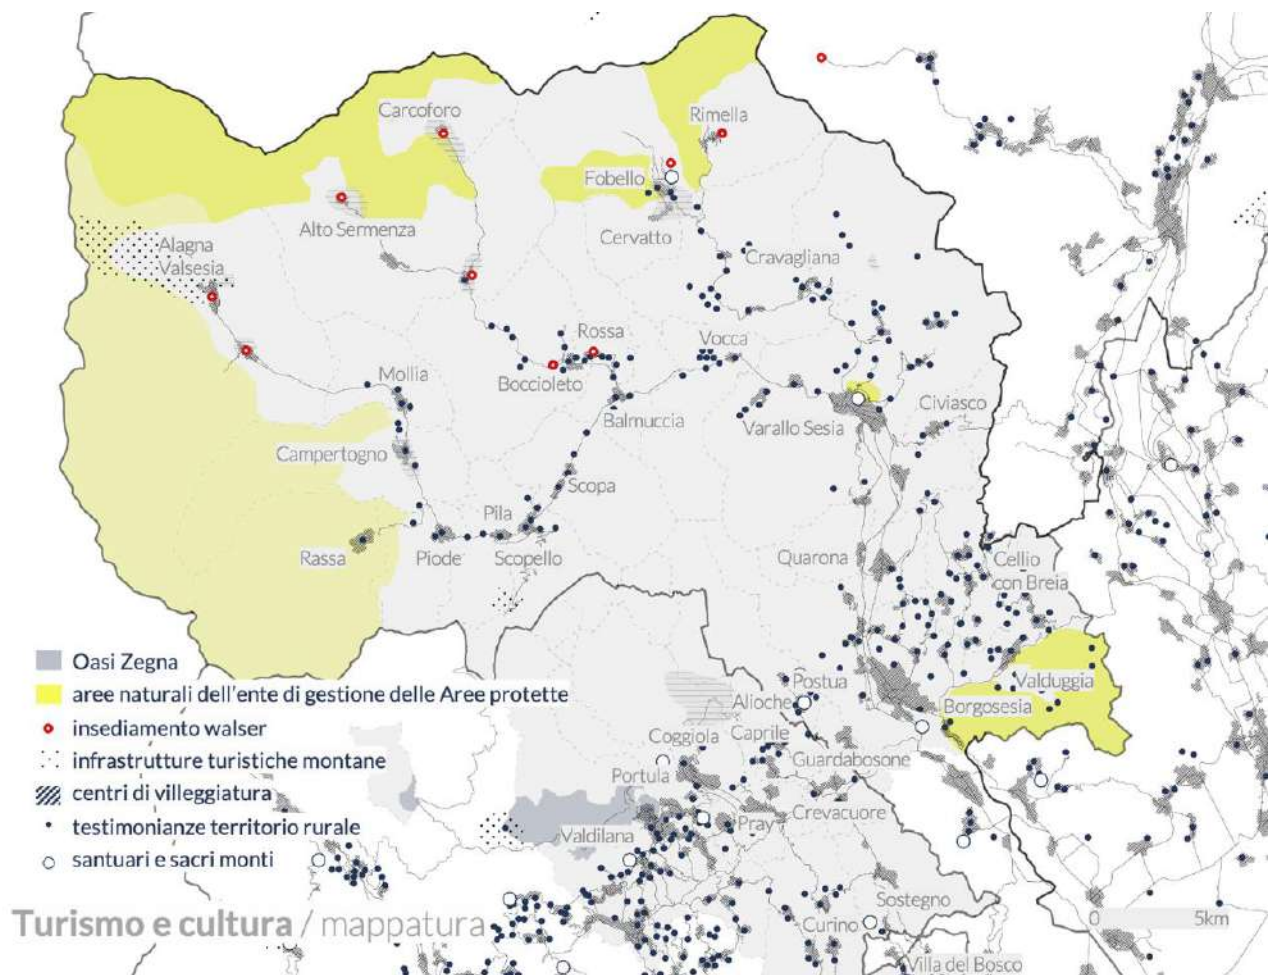 Carcoforo
Rimella
Fobello
Alto Sermenza
Alagna
Valsesia
Cervatto
Cravagliana
Rossa
Vocca
Mollia
Boccioleto
Balmuccia
Civiasco
Varallo Sesia
Campertogno
Scopa
Pila
Rassa
Piode
Scopello
Quarona
Cellio
con Breia
Oasi Zegna
aree naturali dell'ente di gestione delle Aree protette
insediamento walser
infrastrutture turistiche montane
centri di villeggiatura
testimonianze territorio rurale
santuari e sacri monti
Postua
Valduggia
Ailoche
Borgosesia
Caprile
Coggiola
Guardabosone
Portula
Crevacuore
Pray
Valdilana
Sostegno
Curino
Villa del Bosco
0 5km
Turismo e cultura / mappatura